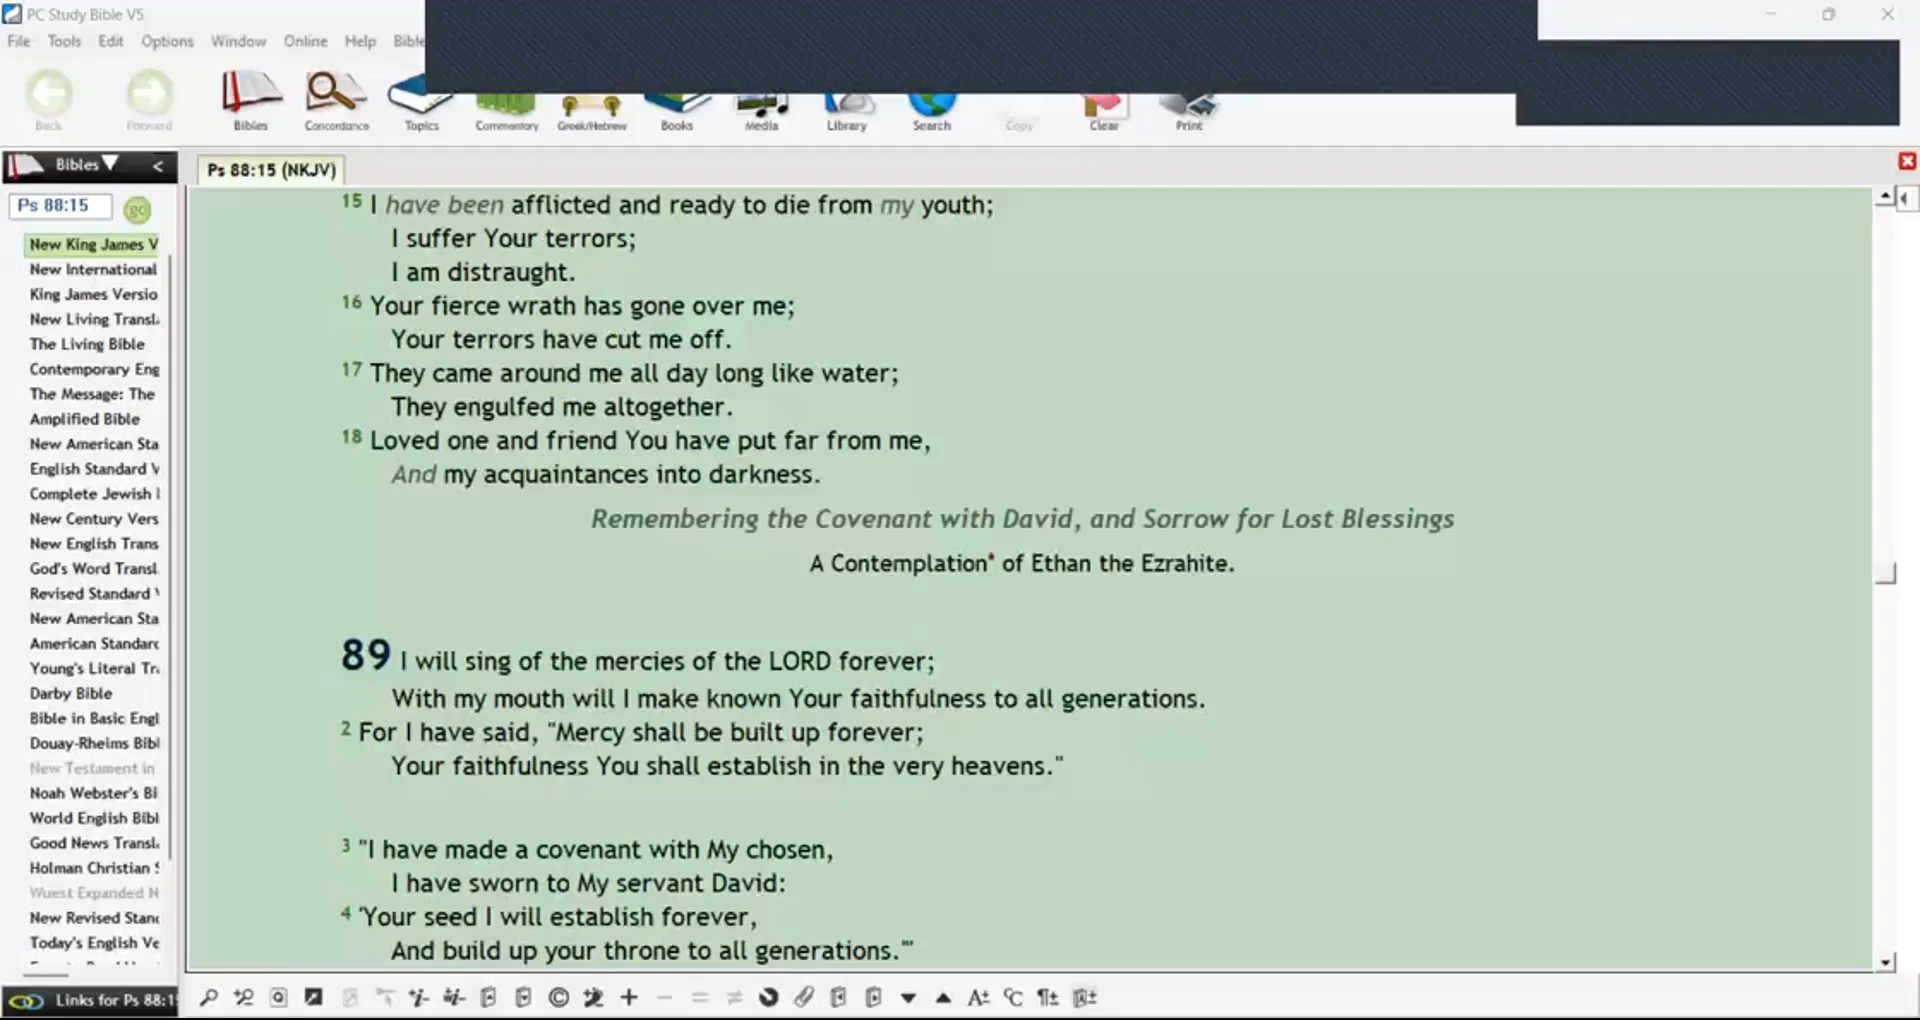 PC Study Bible V5
File Tools Edit Options Window Online Help Bible
Back Forward Bibles Concordance Topics Commentary Greek/Hebrew Books Media Library Search Copy Clear Print
Bibles
<
Ps 88:15 (NKJV)
Ps 88:15
go
New King James V
New International
King James Versio
New Living Transl
The Living Bible
Contemporary Eng
The Message: The
Amplified Bible
New American Sta
English Standard V
Complete Jewish
New Century Vers
New English Trans
God's Word Transl
Revised Standard
New American Sta
American Standard
Young's Literal Tr
Darby Bible
Bible in Basic Engl
Douay-Rheims Bibl
New Testament in
Noah Webster's Bi
World English Bibl
Good News Transl
Holman Christian
Wuest Expanded N
New Revised Stand
Today's English Ve
Links for Ps 88:1
15 I have been afflicted and ready to die from my youth;
I suffer Your terrors;
I am distraught.
16 Your fierce wrath has gone over me;
Your terrors have cut me off.
17 They came around me all day long like water;
They engulfed me altogether.
18 Loved one and friend You have put far from me,
And my acquaintances into darkness.
Remembering the Covenant with David, and Sorrow for Lost Blessings
A Contemplation* of Ethan the Ezrahite.
89 I will sing of the mercies of the LORD forever;
With my mouth will I make known Your faithfulness to all generations.
2 For I have said, "Mercy shall be built up forever;
Your faithfulness You shall establish in the very heavens."
3 "I have made a covenant with My chosen,
I have sworn to My servant David:
4 'Your seed I will establish forever,
And build up your throne to all generations.'"